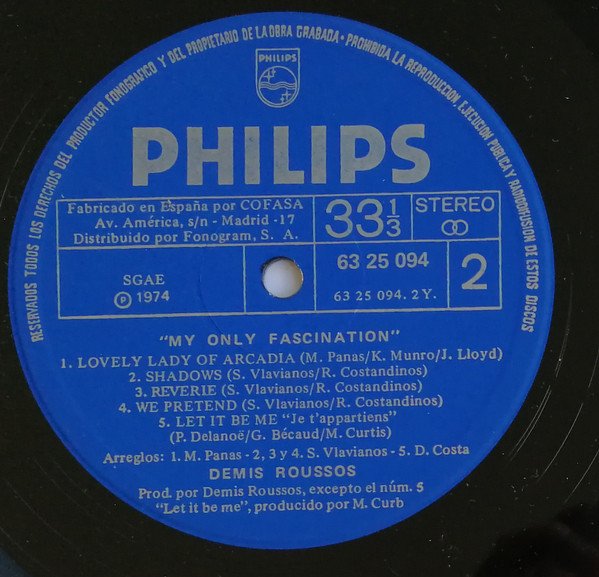 RESERVADOS TODOS LOS DERECHOS DEL PRODUCTOR FONOGRAFICO Y DEL PROPIETARIO DE LA OBRA GRABADA · PROHIBIDA LA REPRODUCCION, EJECUCION PUBLICA Y RADIODIFUSION DE ESTOS DISCOS
PHILIPS
PHILIPS
Fabricado en España por COFASA
Av. América, s/n - Madrid -17
Distribuido por Fonogram, S. A.
33 1/3
STEREO
SGAE
Ⓟ 1974
63 25 094
63 25 094. 2Y.
2
"MY ONLY FASCINATION"
1. LOVELY LADY OF ARCADIA (M. Panas/K. Munro/J. Lloyd)
2. SHADOWS (S. Vlavianos/R. Costandinos)
3. REVERIE (S. Vlavianos/R. Costandinos)
4. WE PRETEND (S. Vlavianos/R. Costandinos)
5. LET IT BE ME "Je t'appartiens"
(P. Delanoë/G. Bécaud/M. Curtis)
Arreglos: 1. M. Panas - 2, 3 y 4. S. Vlavianos - 5. D. Costa
DEMIS ROUSSOS
Prod. por Demis Roussos, excepto el núm. 5
"Let it be me", producido por M. Curb